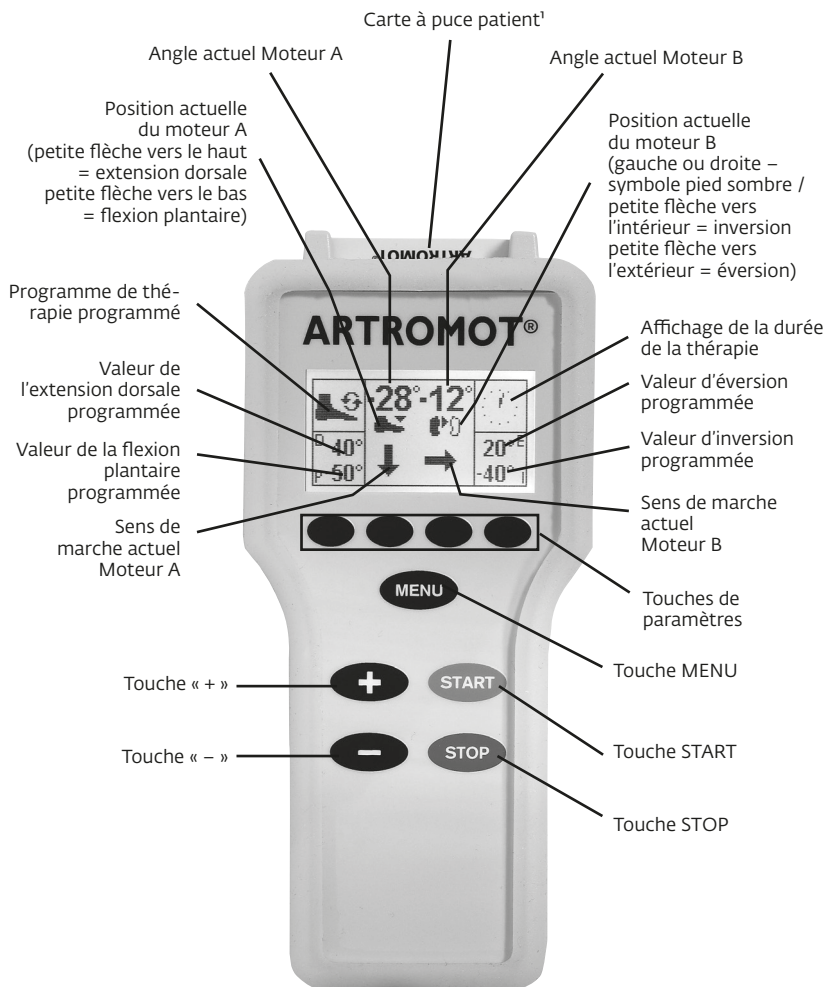 Carte à puce patient¹
Angle actuel Moteur A
Angle actuel Moteur B
Position actuelle
du moteur A
(petite flèche vers le haut
= extension dorsale
petite flèche vers le bas
= flexion plantaire)
Position actuelle
du moteur B
(gauche ou droite –
symbole pied sombre /
petite flèche vers
l'intérieur = inversion
petite flèche vers
l'extérieur = éversion)
ARTROMOT®
Programme de thé-
rapie programmé
ARTROMOT®
Affichage de la durée
de la thérapie
Valeur de
l'extension dorsale
programmée
Valeur d'éversion
programmée
-28° -12°
D 40°
20° E
P 50°
-40° I
Valeur de la flexion
plantaire
programmée
Valeur d'inversion
programmée
Sens de
marche actuel
Moteur A
Sens de marche
actuel
Moteur B
MENU
Touches de
paramètres
Touche MENU
Touche « + »
+
START
Touche « – »
–
STOP
Touche START
Touche STOP